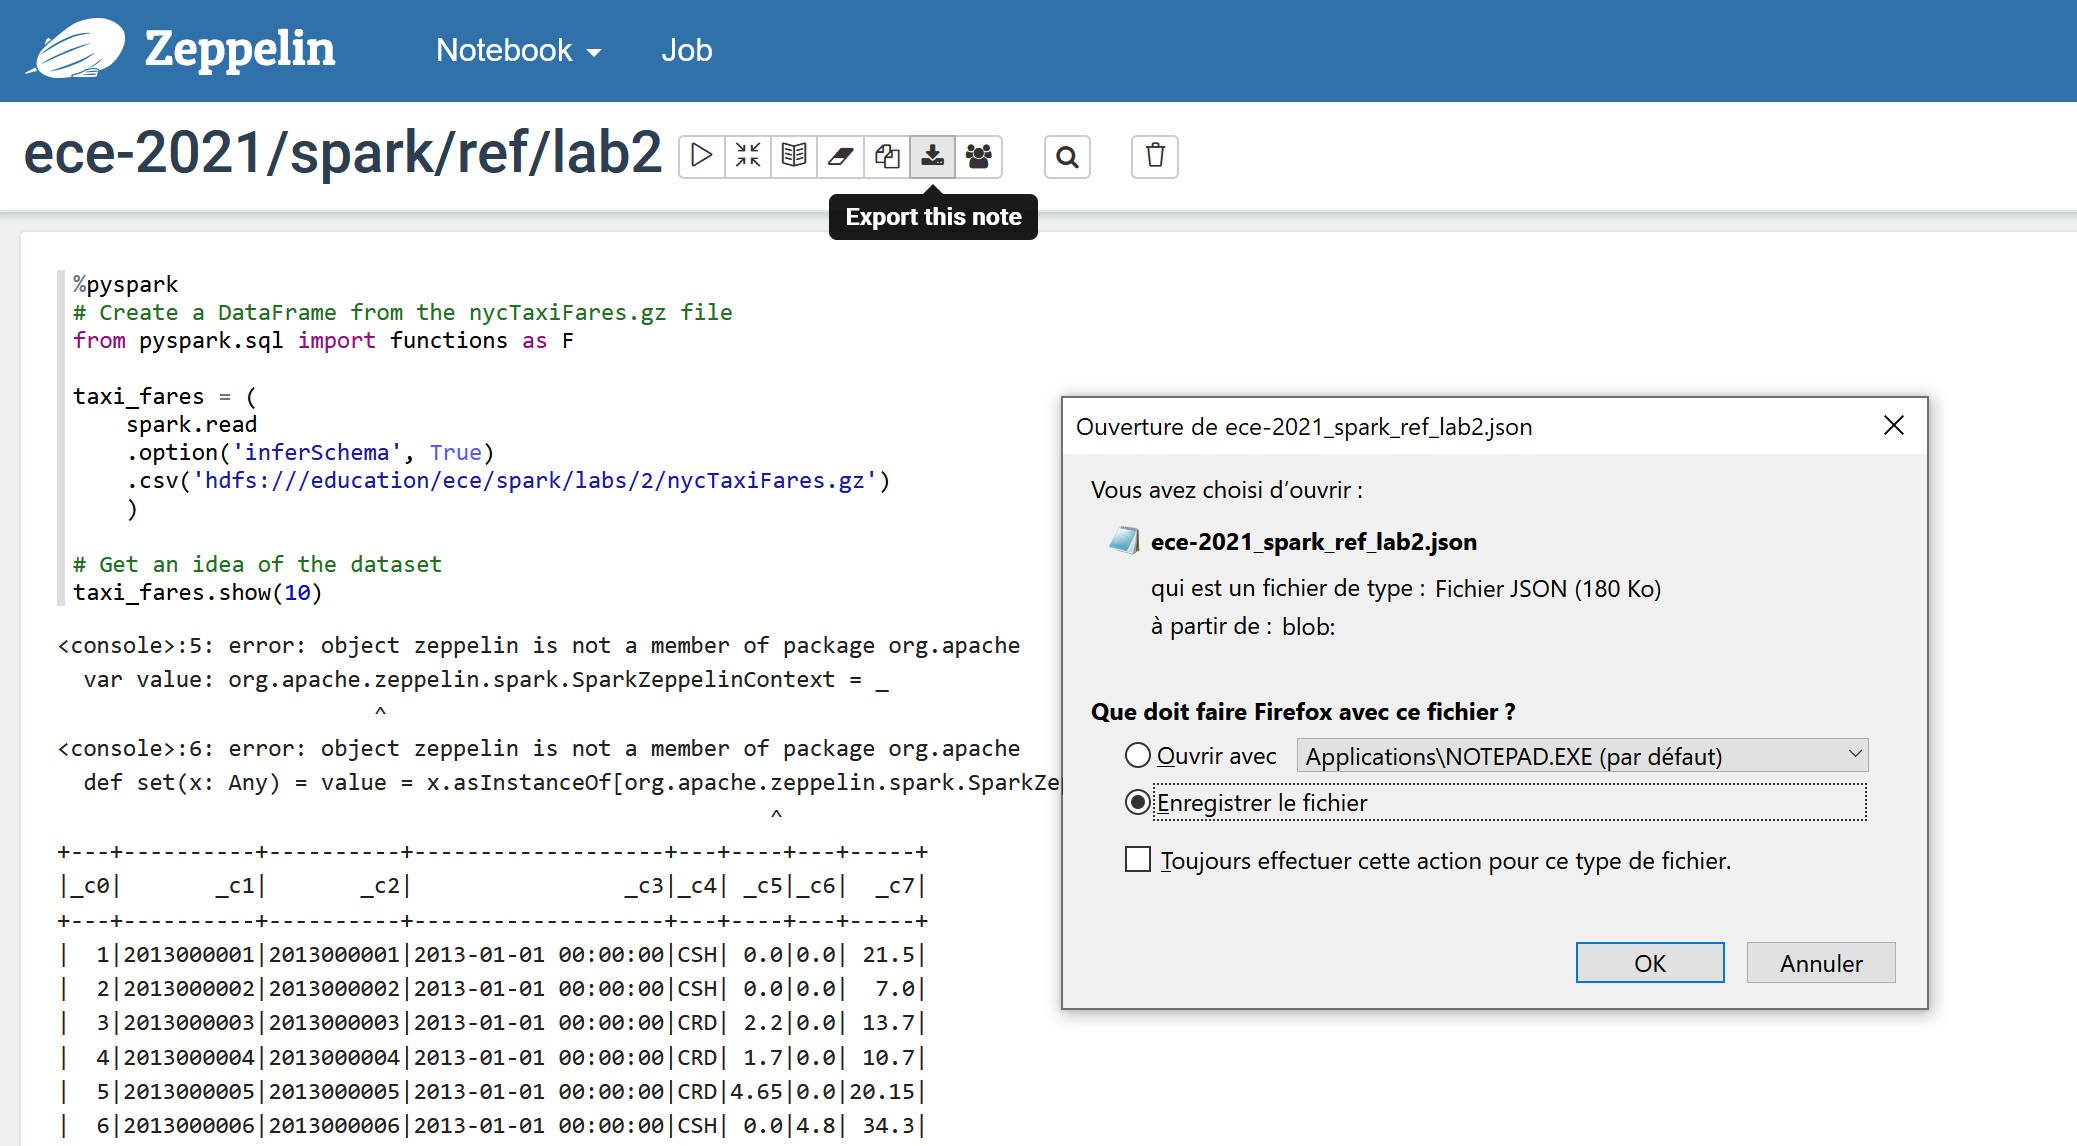 Zeppelin
Notebook
Job
ece-2021/spark/ref/lab2
Export this note
%pyspark
# Create a DataFrame from the nycTaxiFares.gz file
from pyspark.sql import functions as F
taxi_fares = (
    spark.read
    .option('inferSchema', True)
    .csv('hdfs:///education/ece/spark/labs/2/nycTaxiFares.gz')
    )
# Get an idea of the dataset
taxi_fares.show(10)
<console>:5: error: object zeppelin is not a member of package org.apache
  var value: org.apache.zeppelin.spark.SparkZeppelinContext = _
                        ^
<console>:6: error: object zeppelin is not a member of package org.apache
  def set(x: Any) = value = x.asInstanceOf[org.apache.zeppelin.spark.SparkZe
                                                      ^
+---+----------+----------+-------------------+---+----+---+-----+
|_c0|       _c1|       _c2|                _c3|_c4| _c5|_c6|  _c7|
+---+----------+----------+-------------------+---+----+---+-----+
|  1|2013000001|2013000001|2013-01-01 00:00:00|CSH| 0.0|0.0| 21.5|
|  2|2013000002|2013000002|2013-01-01 00:00:00|CSH| 0.0|0.0|  7.0|
|  3|2013000003|2013000003|2013-01-01 00:00:00|CRD| 2.2|0.0| 13.7|
|  4|2013000004|2013000004|2013-01-01 00:00:00|CRD| 1.7|0.0| 10.7|
|  5|2013000005|2013000005|2013-01-01 00:00:00|CRD|4.65|0.0|20.15|
|  6|2013000006|2013000006|2013-01-01 00:00:00|CSH| 0.0|4.8| 34.3|
Ouverture de ece-2021_spark_ref_lab2.json
Vous avez choisi d’ouvrir :
ece-2021_spark_ref_lab2.json
qui est un fichier de type : Fichier JSON (180 Ko)
à partir de : blob:
Que doit faire Firefox avec ce fichier ?
Ouvrir avec Applications\NOTEPAD.EXE (par défaut)
Enregistrer le fichier
Toujours effectuer cette action pour ce type de fichier.
OK
Annuler